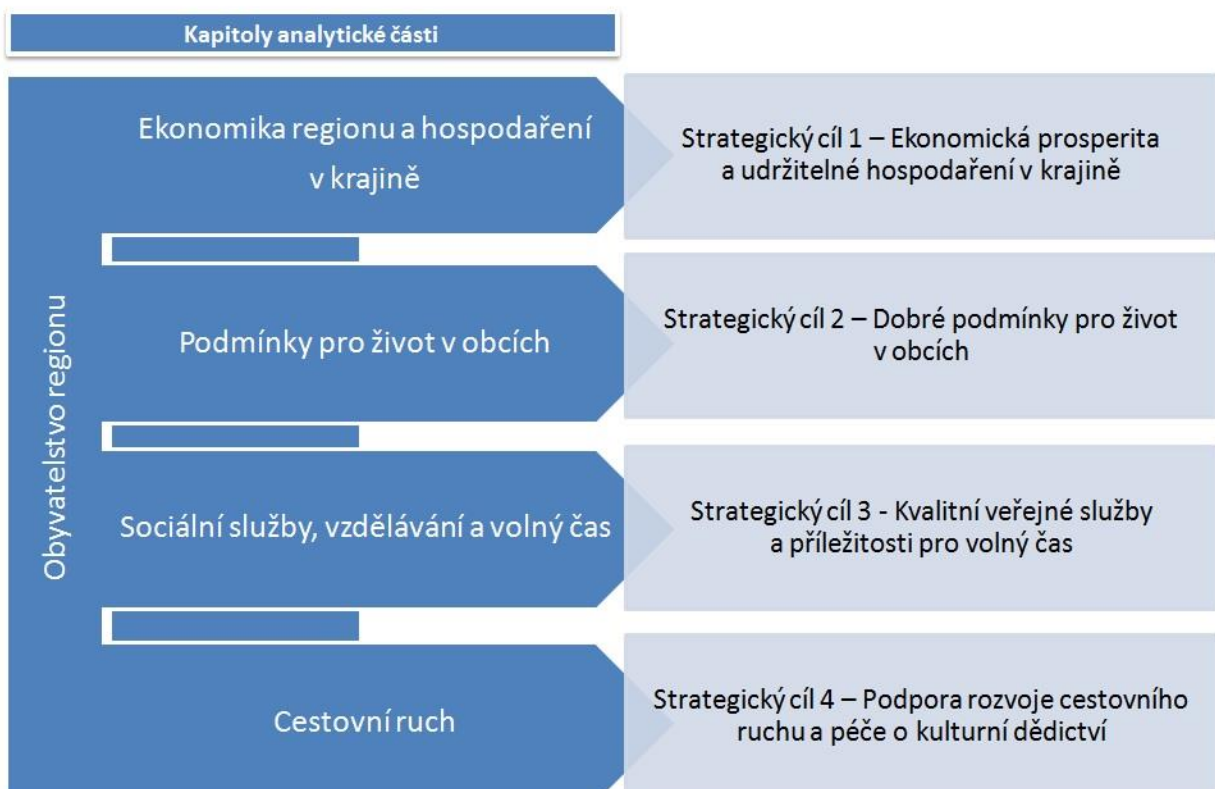 Kapitoly analytické části
Obyvatelstvo regionu
Ekonomika regionu a hospodaření
v krajině
Strategický cíl 1 – Ekonomická prosperita
a udržitelné hospodaření v krajině
Podmínky pro život v obcích
Strategický cíl 2 – Dobré podmínky pro život
v obcích
Sociální služby, vzdělávání a volný čas
Strategický cíl 3 - Kvalitní veřejné služby
a příležitosti pro volný čas
Cestovní ruch
Strategický cíl 4 – Podpora rozvoje cestovního
ruchu a péče o kulturní dědictví